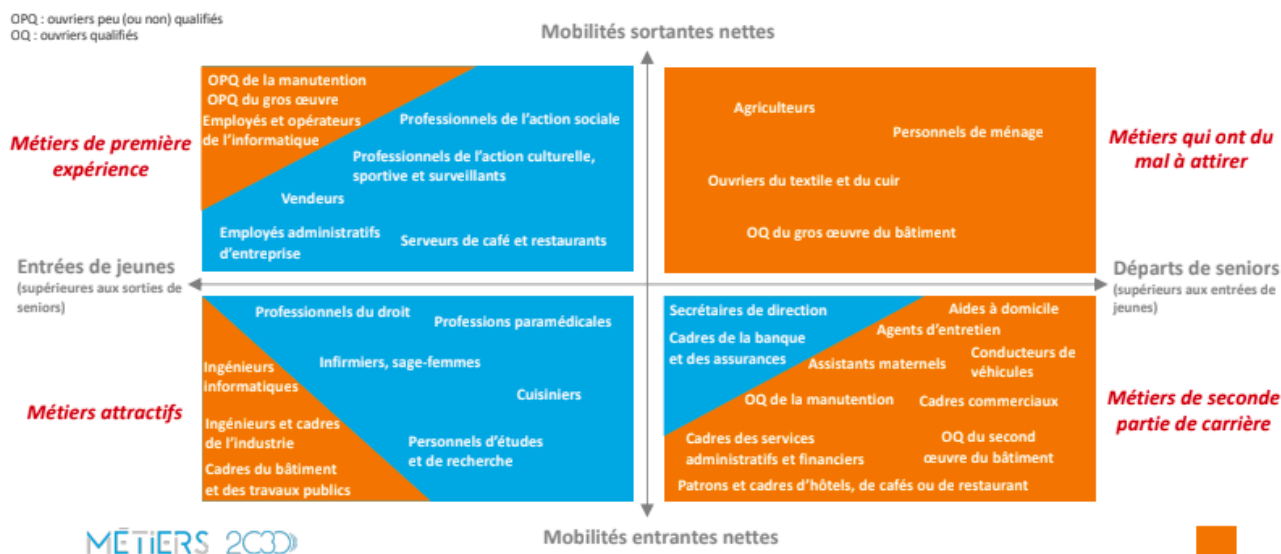 OPQ : ouvriers peu (ou non) qualifiés
OQ : ouvriers qualifiés
Mobilités sortantes nettes
Métiers de première
expérience
OPQ de la manutention
OPQ du gros œuvre
Employés et opérateurs
de l'informatique
Professionnels de l'action sociale
Professionnels de l'action culturelle,
sportive et surveillants
Vendeurs
Employés administratifs
d'entreprise
Serveurs de café et restaurants
Agriculteurs
Personnels de ménage
Ouvriers du textile et du cuir
OQ du gros œuvre du bâtiment
Métiers qui ont du
mal à attirer
Entrées de jeunes
(supérieures aux sorties de
seniors)
Départs de seniors
(supérieurs aux entrées de
jeunes)
Métiers attractifs
Professionnels du droit
Professions paramédicales
Infirmiers, sage-femmes
Ingénieurs
informatiques
Cuisiniers
Ingénieurs et cadres
de l'industrie
Personnels d'études
et de recherche
Cadres du bâtiment
et des travaux publics
Secrétaires de direction
Cadres de la banque
et des assurances
Aides à domicile
Agents d'entretien
Assistants maternels
Conducteurs de
véhicules
OQ de la manutention
Cadres commerciaux
Cadres des services
administratifs et financiers
OQ du second
œuvre du bâtiment
Patrons et cadres d'hôtels, de cafés ou de restaurant
Métiers de seconde
partie de carrière
Mobilités entrantes nettes
MÉTIERS 2030